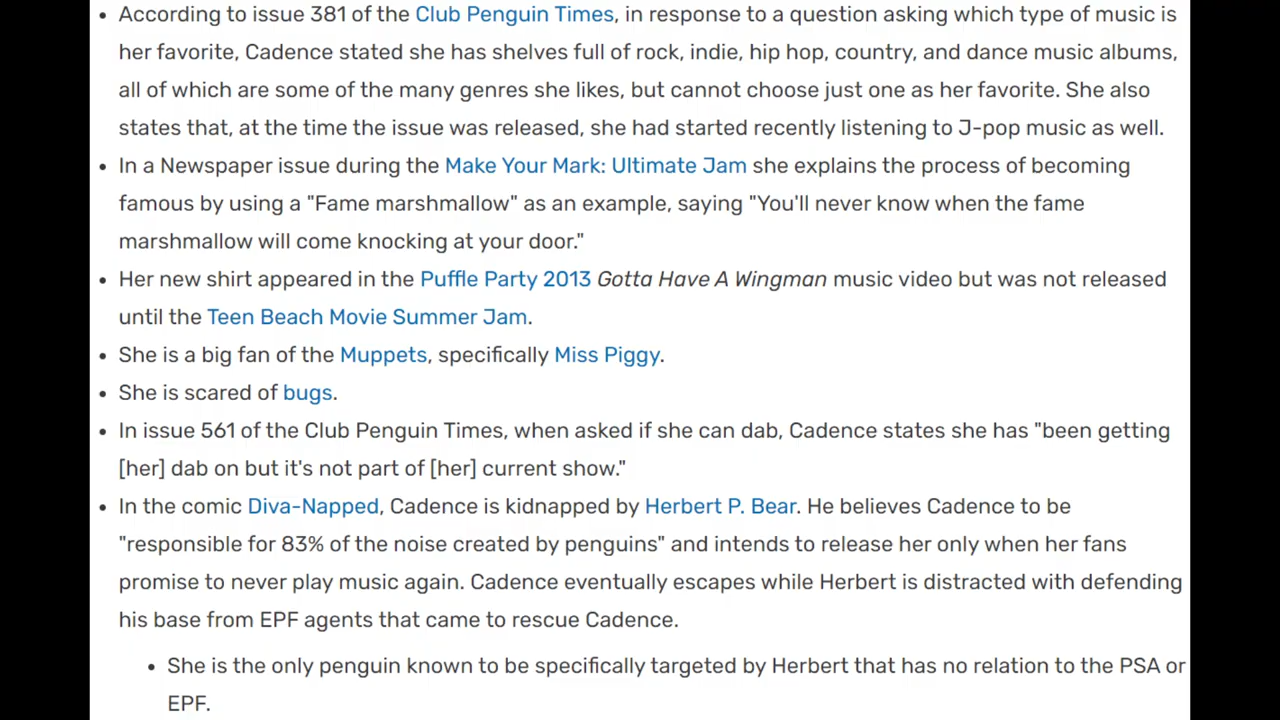 • According to issue 381 of the Club Penguin Times, in response to a question asking which type of music is
her favorite, Cadence stated she has shelves full of rock, indie, hip hop, country, and dance music albums,
all of which are some of the many genres she likes, but cannot choose just one as her favorite. She also
states that, at the time the issue was released, she had started recently listening to J-pop music as well.
• In a Newspaper issue during the Make Your Mark: Ultimate Jam she explains the process of becoming
famous by using a "Fame marshmallow" as an example, saying "You'll never know when the fame
marshmallow will come knocking at your door."
• Her new shirt appeared in the Puffle Party 2013 Gotta Have A Wingman music video but was not released
until the Teen Beach Movie Summer Jam.
• She is a big fan of the Muppets, specifically Miss Piggy.
• She is scared of bugs.
• In issue 561 of the Club Penguin Times, when asked if she can dab, Cadence states she has "been getting
[her] dab on but it's not part of [her] current show."
• In the comic Diva-Napped, Cadence is kidnapped by Herbert P. Bear. He believes Cadence to be
"responsible for 83% of the noise created by penguins" and intends to release her only when her fans
promise to never play music again. Cadence eventually escapes while Herbert is distracted with defending
his base from EPF agents that came to rescue Cadence.
• She is the only penguin known to be specifically targeted by Herbert that has no relation to the PSA or
EPF.